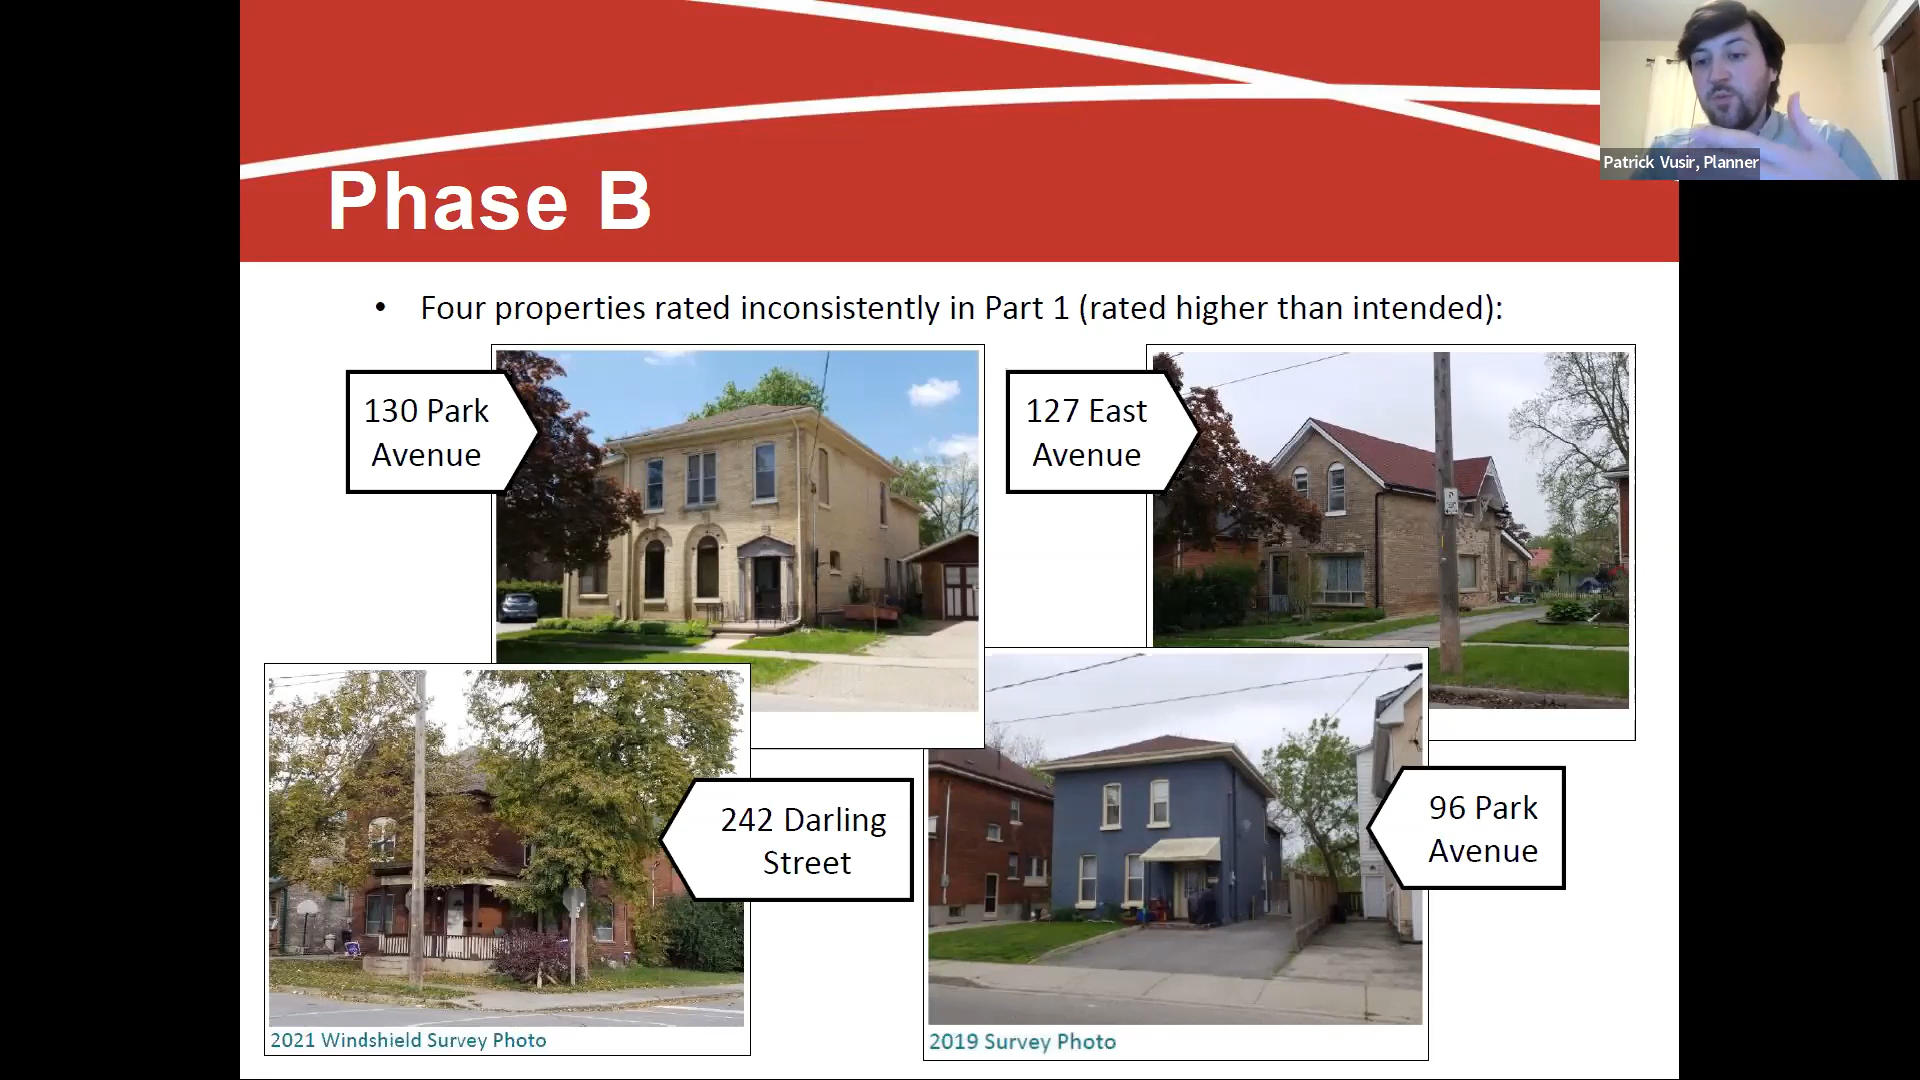 Patrick Vusir, Planner
Phase B
• Four properties rated inconsistently in Part 1 (rated higher than intended):
130 Park
Avenue
127 East
Avenue
242 Darling
Street
96 Park
Avenue
2021 Windshield Survey Photo
2019 Survey Photo